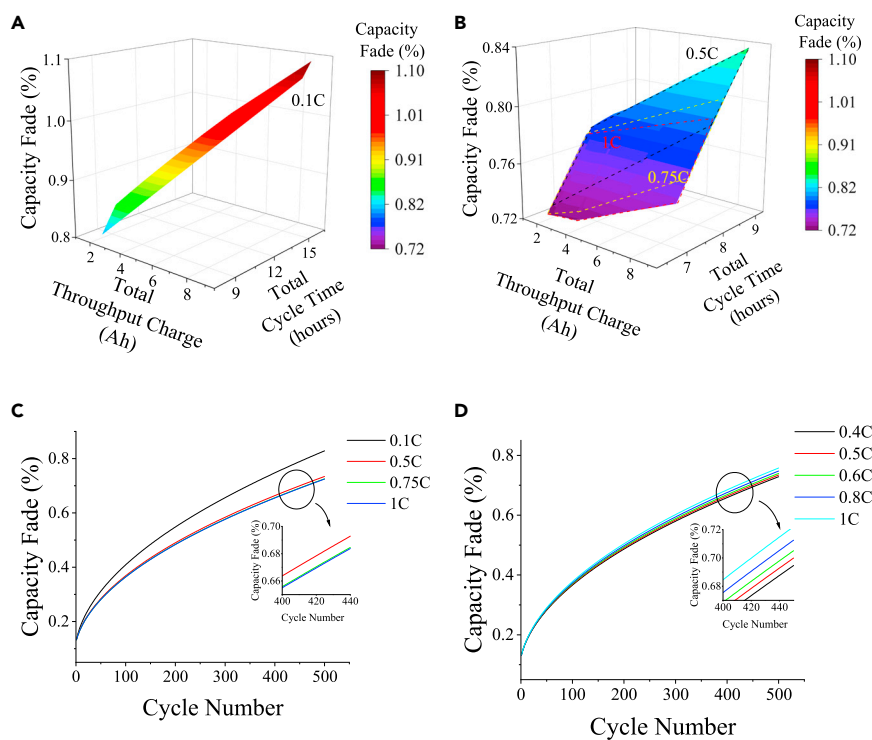 A
Capacity Fade (%)
1.1
1.0
0.9
0.8
0.1C
2
4
6
8
9
12
15
Total
Throughput Charge
(Ah)
Total
Cycle Time
(hours)
Capacity
Fade (%)
1.10
1.01
0.91
0.82
0.72
B
Capacity Fade (%)
0.84
0.80
0.76
0.72
0.5C
1C
0.75C
2
4
6
8
7
8
9
Total
Throughput Charge
(Ah)
Total
Cycle Time
(hours)
Capacity
Fade (%)
1.10
1.01
0.91
0.82
0.72
C
Capacity Fade (%)
0.8
0.6
0.4
0.2
0 100 200 300 400 500
Cycle Number
0.1C
0.5C
0.75C
1C
Capacity Fade (%)
0.70
0.68
0.66
400 420 440
Cycle Number
D
Capacity Fade (%)
0.8
0.6
0.4
0.2
0 100 200 300 400 500
Cycle Number
0.4C
0.5C
0.6C
0.8C
1C
Capacity Fade (%)
0.72
0.70
0.68
400 420 440
Cycle Number